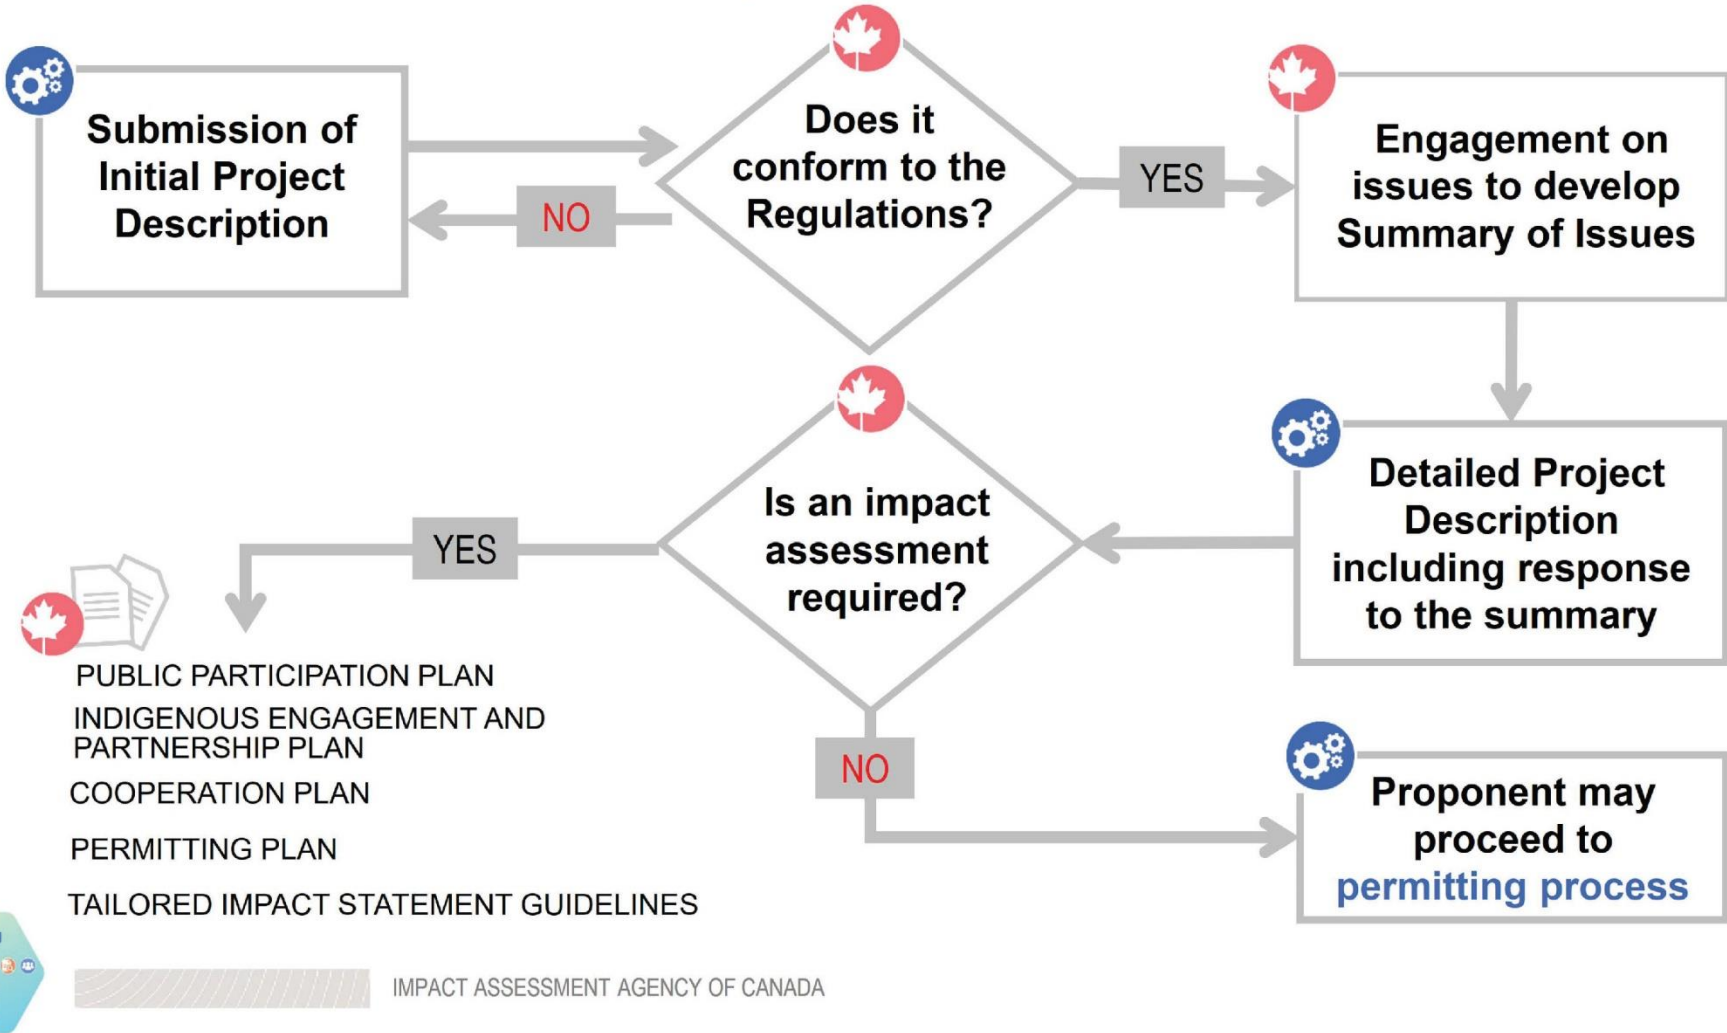 Submission of
Initial Project
Description
NO
Does it
conform to the
Regulations?
YES
Engagement on
issues to develop
Summary of Issues
Detailed Project
Description
including response
to the summary
Is an impact
assessment
required?
YES
PUBLIC PARTICIPATION PLAN
INDIGENOUS ENGAGEMENT AND
PARTNERSHIP PLAN
COOPERATION PLAN
PERMITTING PLAN
TAILORED IMPACT STATEMENT GUIDELINES
NO
Proponent may
proceed to
permitting process
IMPACT ASSESSMENT AGENCY OF CANADA